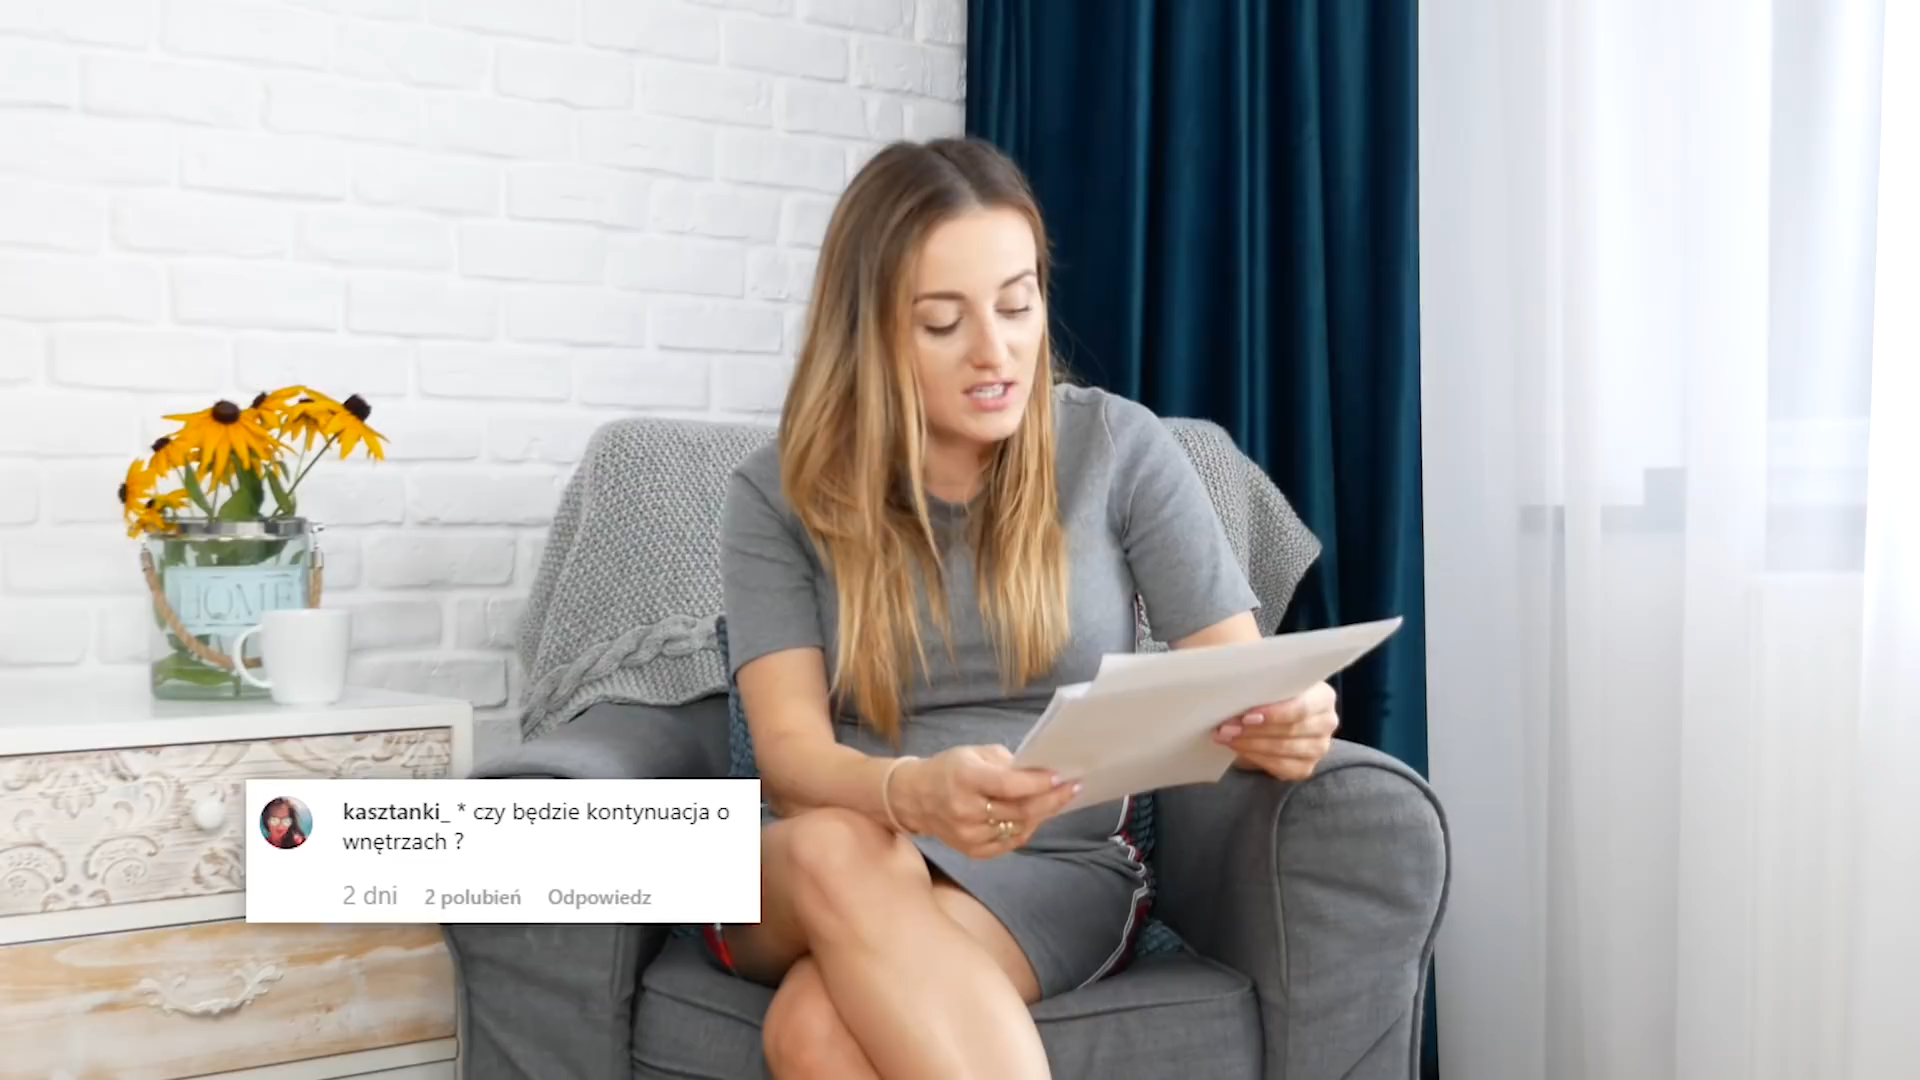 HOME
kasztanki_ * czy będzie kontynuacja o
wnętrzach ?
2 dni 2 polubień Odpowiedz